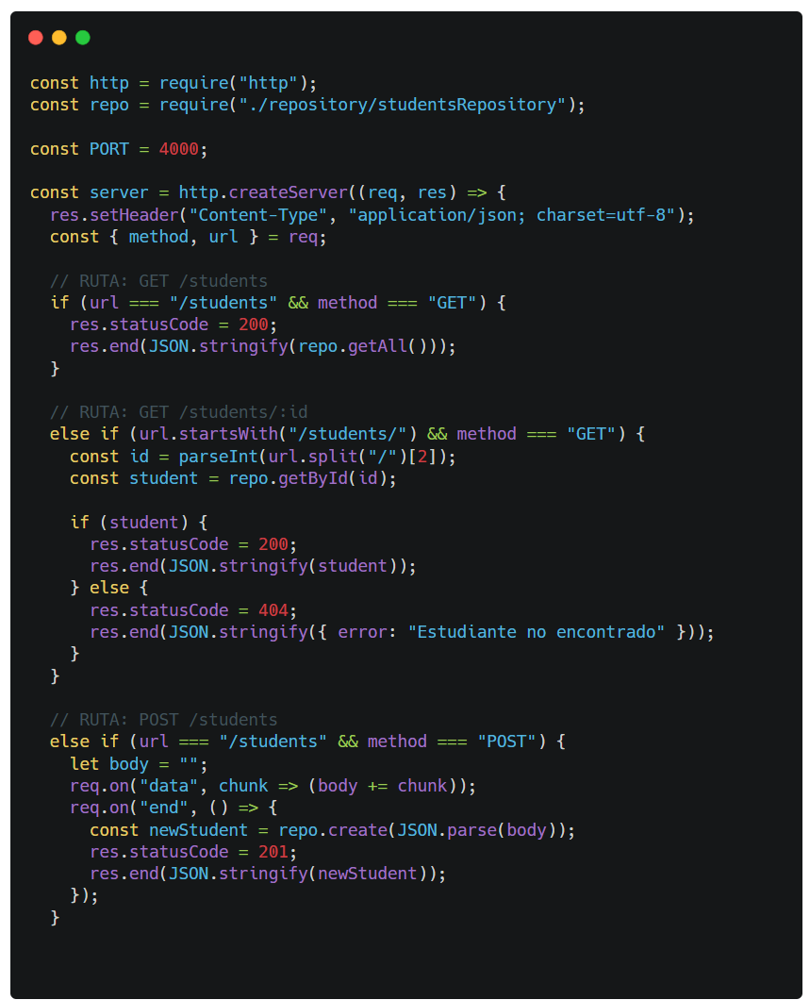 const http = require("http");
const repo = require("./repository/studentsRepository");

const PORT = 4000;

const server = http.createServer((req, res) => {
  res.setHeader("Content-Type", "application/json; charset=utf-8");
  const { method, url } = req;

  // RUTA: GET /students
  if (url === "/students" && method === "GET") {
    res.statusCode = 200;
    res.end(JSON.stringify(repo.getAll()));
  }

  // RUTA: GET /students/:id
  else if (url.startsWith("/students/") && method === "GET") {
    const id = parseInt(url.split("/")[2]);
    const student = repo.getById(id);

    if (student) {
      res.statusCode = 200;
      res.end(JSON.stringify(student));
    } else {
      res.statusCode = 404;
      res.end(JSON.stringify({ error: "Estudiante no encontrado" }));
    }
  }

  // RUTA: POST /students
  else if (url === "/students" && method === "POST") {
    let body = "";
    req.on("data", chunk => (body += chunk));
    req.on("end", () => {
      const newStudent = repo.create(JSON.parse(body));
      res.statusCode = 201;
      res.end(JSON.stringify(newStudent));
    });
  }